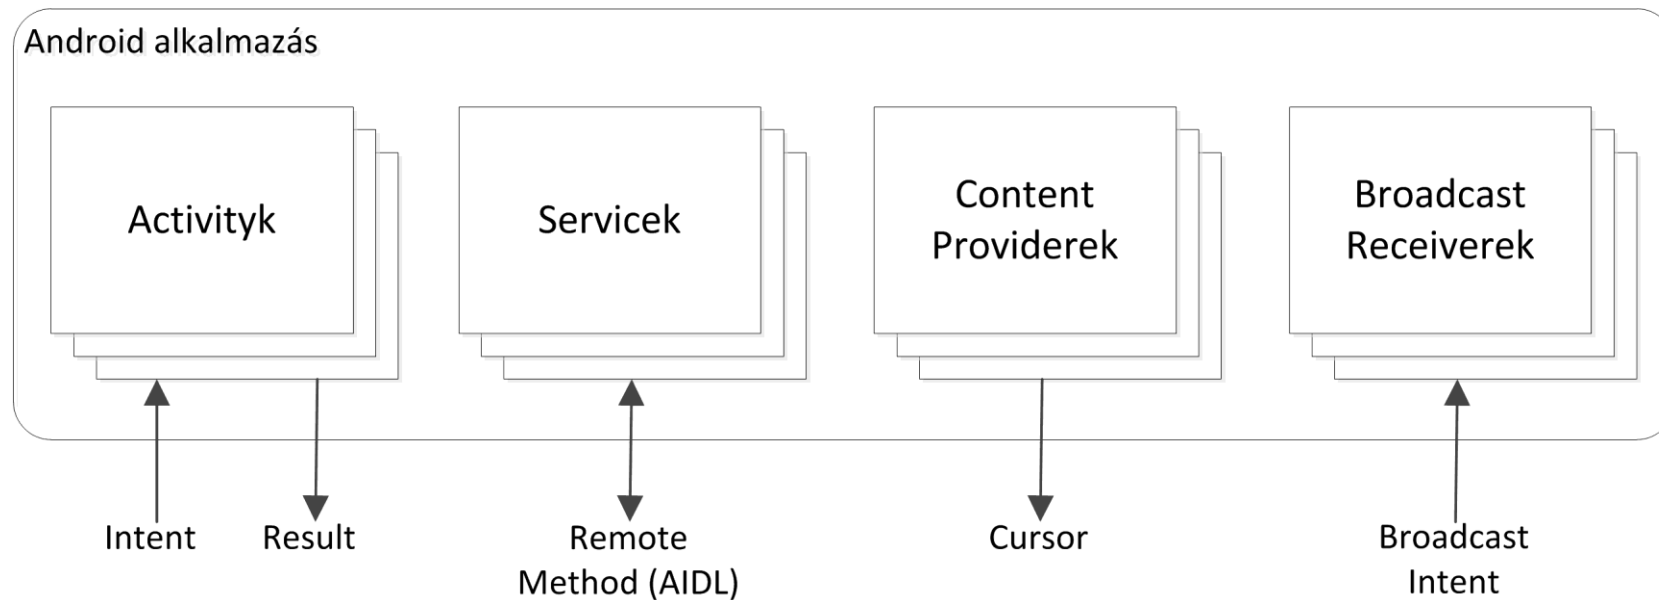 Android alkalmazás
Activityk
Servicek
Content
Providerek
Broadcast
Receiverek
Intent
Result
Remote
Method (AIDL)
Cursor
Broadcast
Intent